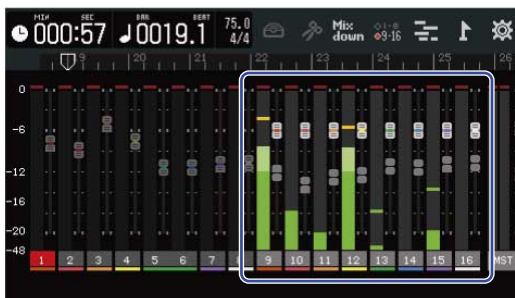 MIN SEC BAR BEAT
000:57 0019.1 75.0 4/4 Mix down 1-8 9-16
19 20 21 22 23 24 25 26
0
-6
-12
-16
-20
-48
1 2 3 4 5 6 7 8 9 10 11 12 13 14 15 16 MST